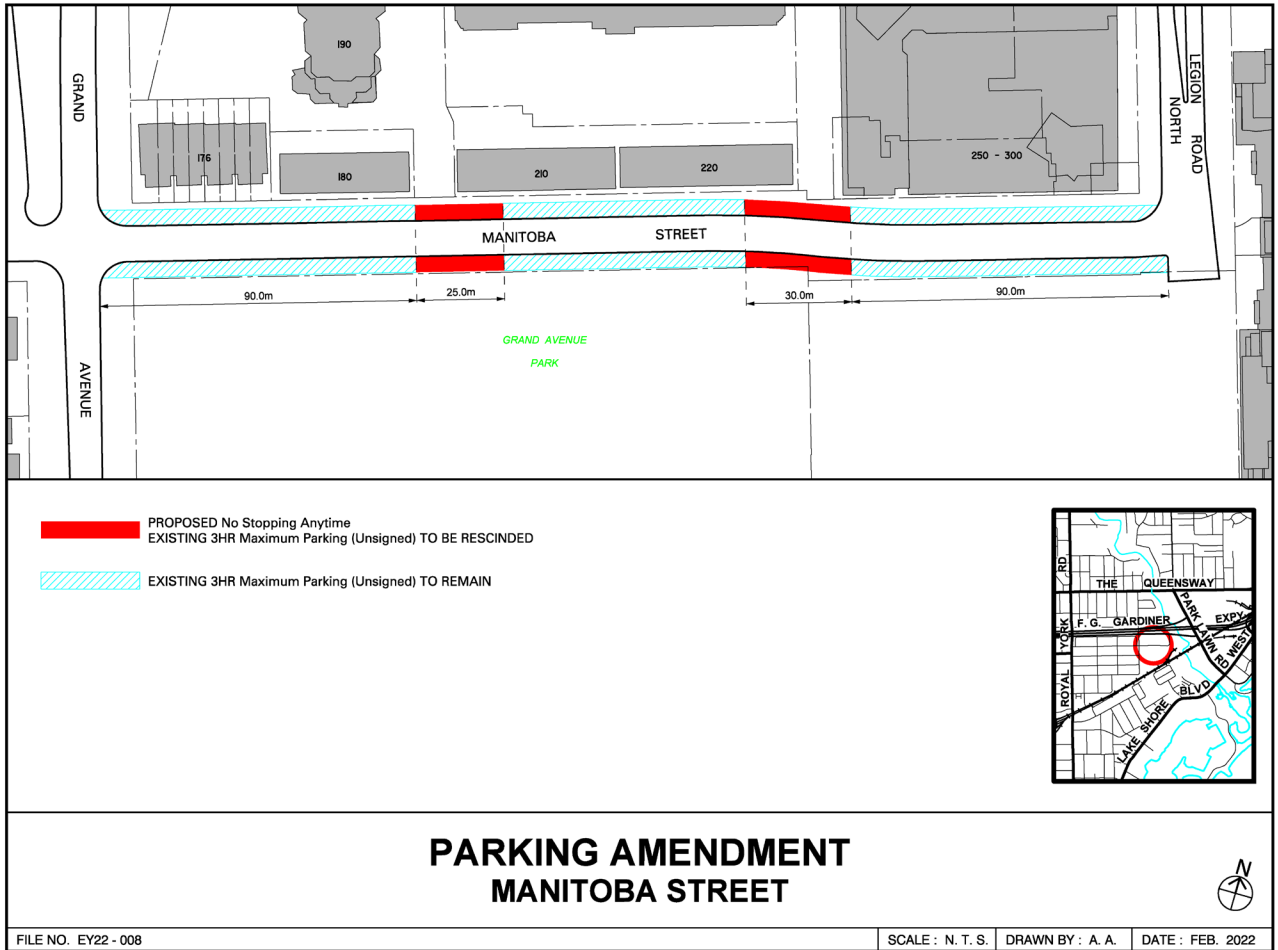 190
GRAND
LEGION ROAD
NORTH
176
180
210
220
250 - 300
MANITOBA STREET
90.0m
25.0m
30.0m
90.0m
GRAND AVENUE
PARK
AVENUE
PROPOSED No Stopping Anytime
EXISTING 3HR Maximum Parking (Unsigned) TO BE RESCINDED
EXISTING 3HR Maximum Parking (Unsigned) TO REMAIN
THE QUEENSWAY
ROYAL YORK RD
F. G. GARDINER EXPY
PARK LAWN RD
LAKE SHORE BLVD WEST
PARKING AMENDMENT
MANITOBA STREET
N
FILE NO. EY22 - 008
SCALE : N. T. S.
DRAWN BY : A. A.
DATE : FEB. 2022